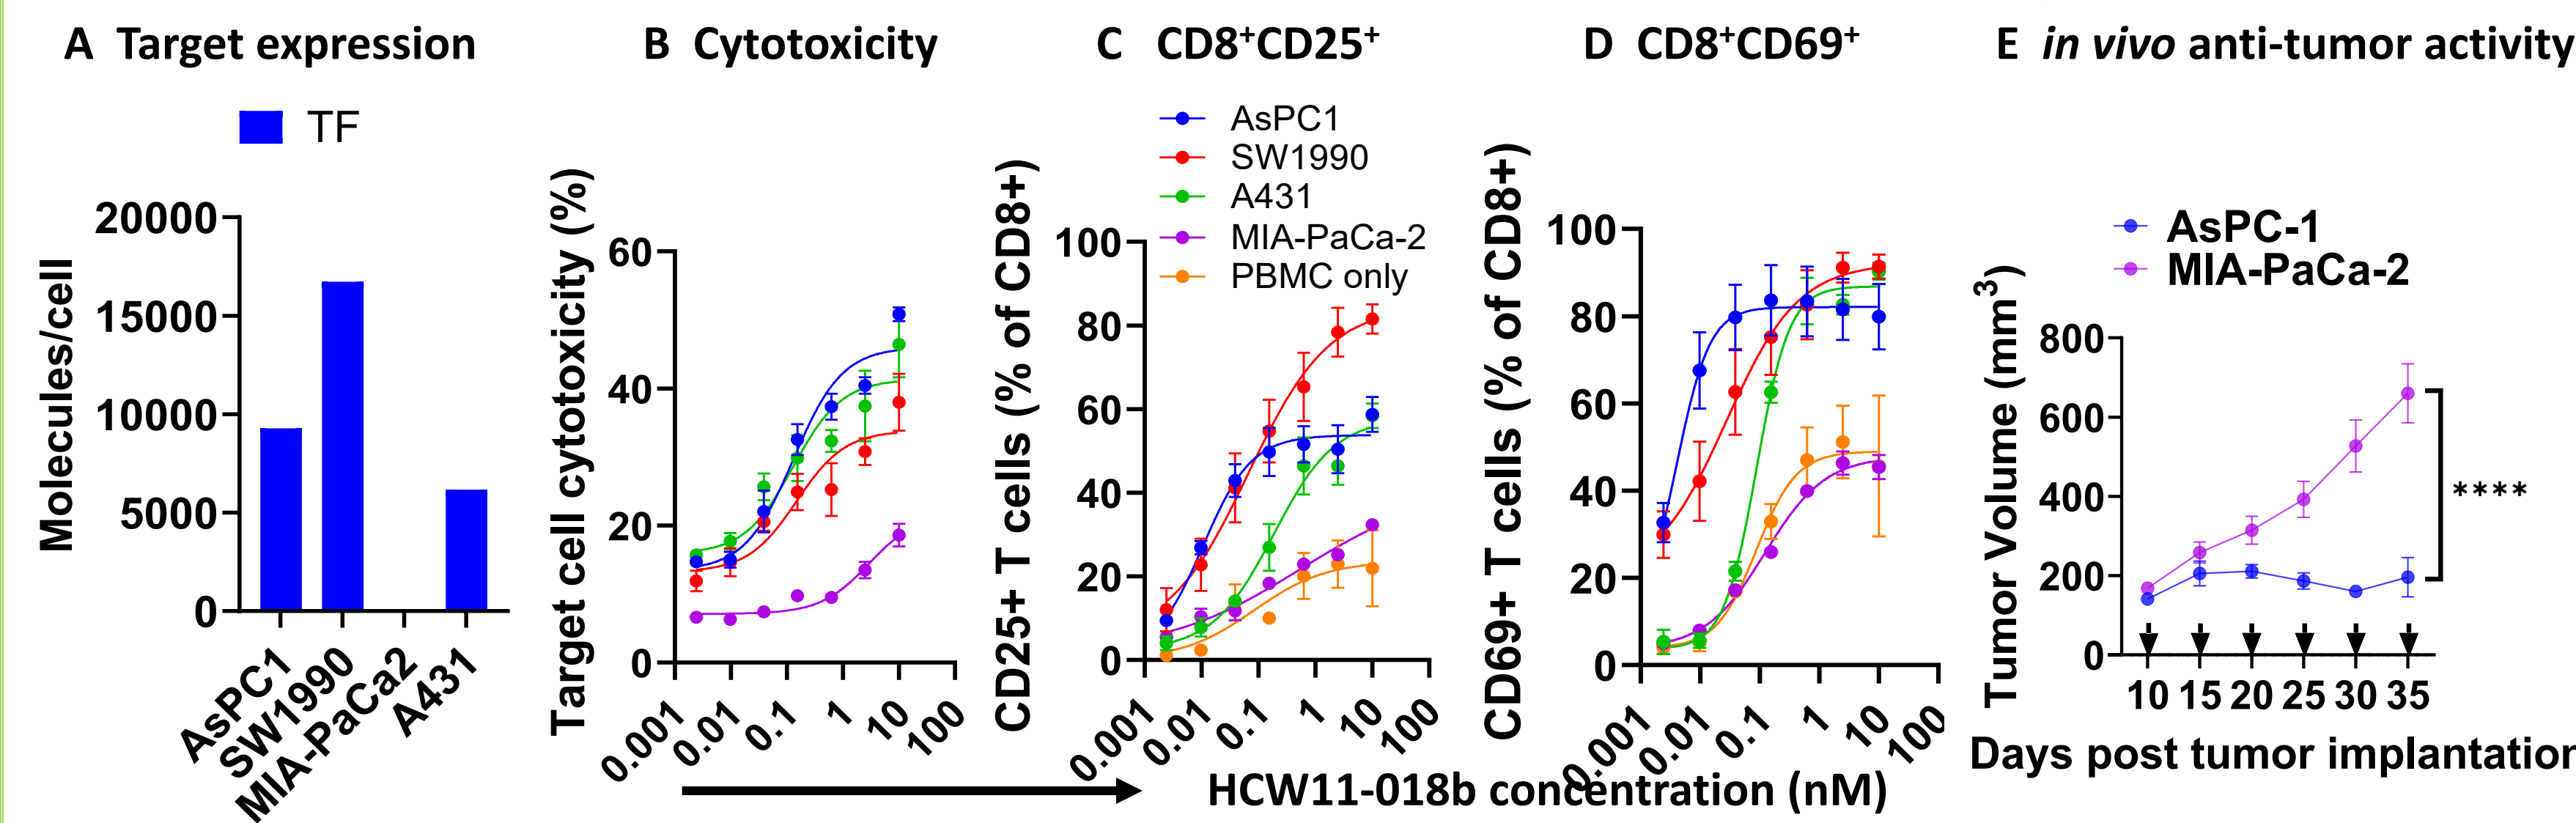 A Target expression
TF
Molecules/cell
20000
15000
10000
5000
0
AsPC1
SW1990
MIA-PaCa2
A431
B Cytotoxicity
Target cell cytotoxicity (%)
60
40
20
0
0.001
0.01
0.1
1
10
100
C CD8+CD25+
AsPC1
SW1990
A431
MIA-PaCa-2
PBMC only
CD25+ T cells (% of CD8+)
100
80
60
40
20
0
0.001
0.01
0.1
1
10
100
D CD8+CD69+
CD69+ T cells (% of CD8+)
100
80
60
40
20
0
0.001
0.01
0.1
1
10
100
HCW11-018b concentration (nM)
E in vivo anti-tumor activity
AsPC-1
MIA-PaCa-2
Tumor Volume (mm3)
800
600
400
200
0
****
10 15 20 25 30 35
Days post tumor implantation